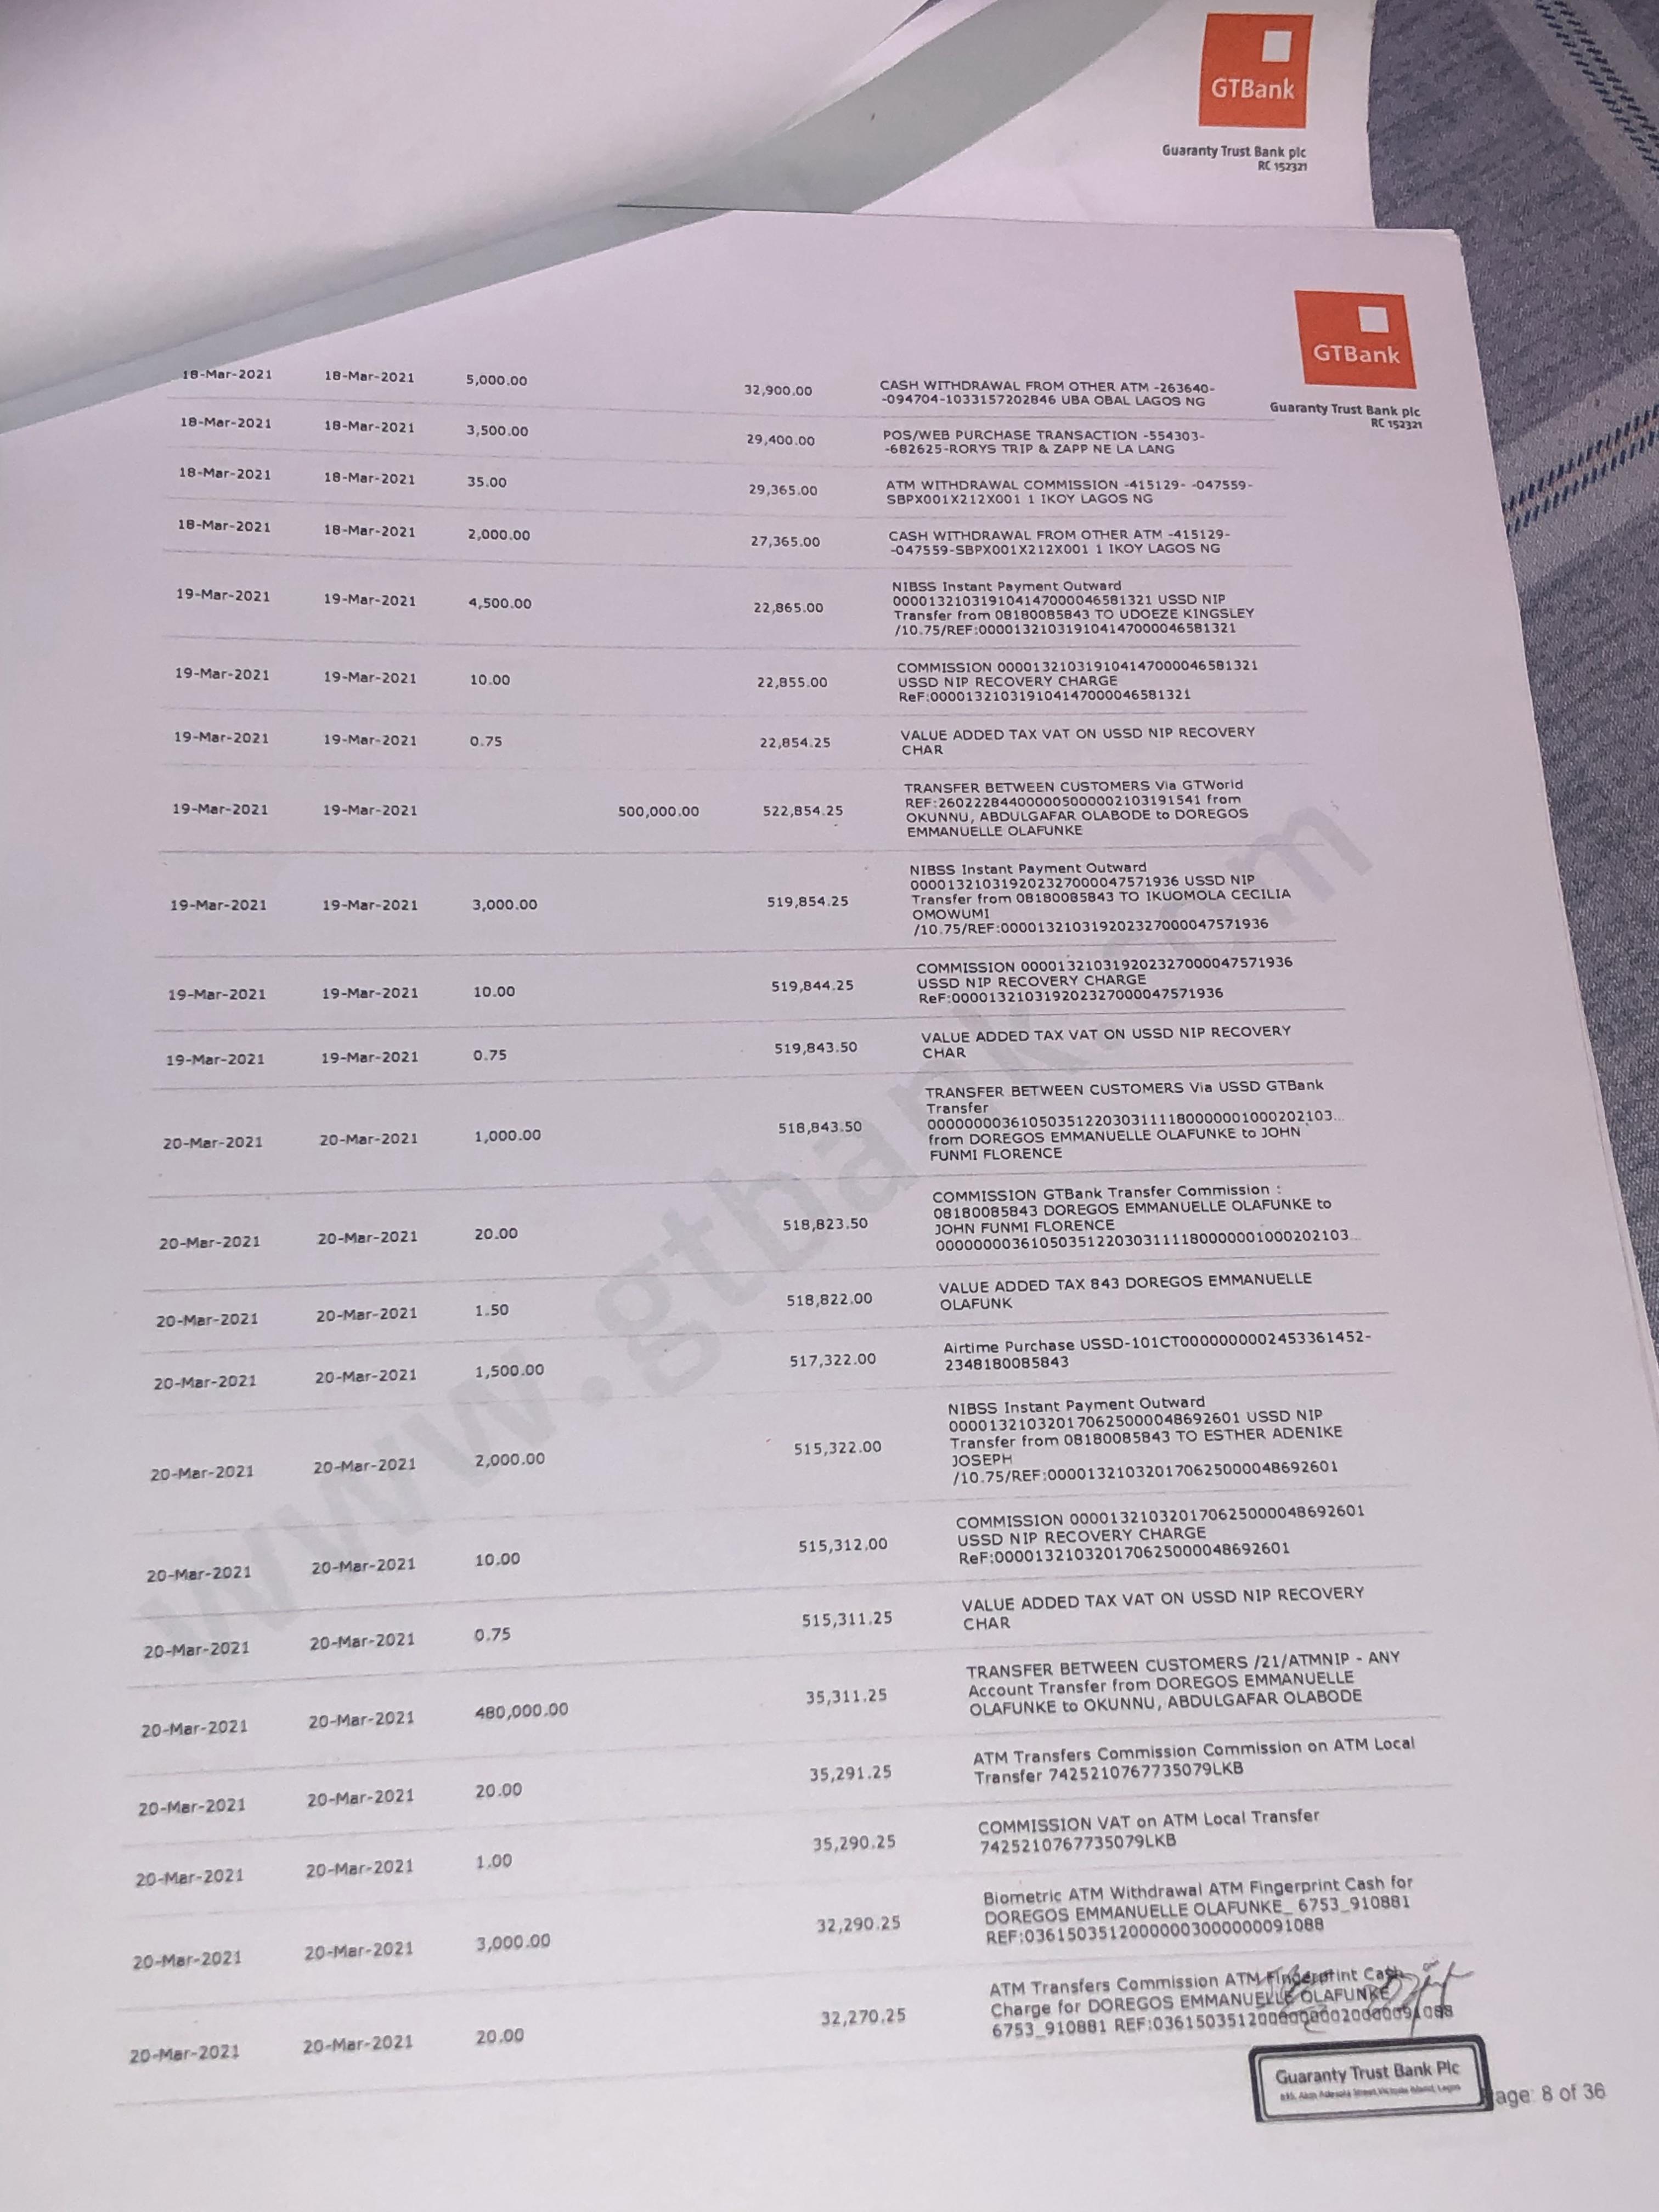 GTBank
Guaranty Trust Bank plc
RC 152321
GTBank
Guaranty Trust Bank plc
RC 152321
18-Mar-2021 18-Mar-2021 5,000.00 32,900.00 CASH WITHDRAWAL FROM OTHER ATM -263640-
-094704-1033157202846 UBA OBAL LAGOS NG
18-Mar-2021 18-Mar-2021 3,500.00 29,400.00 POS/WEB PURCHASE TRANSACTION -554303-
-682625-RORYS TRIP & ZAPP NE LA LANG
18-Mar-2021 18-Mar-2021 35.00 29,365.00 ATM WITHDRAWAL COMMISSION -415129- -047559-
SBPX001X212X001 1 IKOY LAGOS NG
18-Mar-2021 18-Mar-2021 2,000.00 27,365.00 CASH WITHDRAWAL FROM OTHER ATM -415129-
-047559-SBPX001X212X001 1 IKOY LAGOS NG
19-Mar-2021 19-Mar-2021 4,500.00 22,865.00 NIBSS Instant Payment Outward
000013210319104147000046581321 USSD NIP
Transfer from 08180085843 TO UDOEZE KINGSLEY
/10.75/REF:000013210319104147000046581321
19-Mar-2021 19-Mar-2021 10.00 22,855.00 COMMISSION 000013210319104147000046581321
USSD NIP RECOVERY CHARGE
ReF:000013210319104147000046581321
19-Mar-2021 19-Mar-2021 0.75 22,854.25 VALUE ADDED TAX VAT ON USSD NIP RECOVERY
CHAR
19-Mar-2021 19-Mar-2021 500,000.00 522,854.25 TRANSFER BETWEEN CUSTOMERS Via GTWorld
REF:260222844000005000002103191541 from
OKUNNU, ABDULGAFAR OLABODE to DOREGOS
EMMANUELLE OLAFUNKE
19-Mar-2021 19-Mar-2021 3,000.00 519,854.25 NIBSS Instant Payment Outward
000013210319202327000047571936 USSD NIP
Transfer from 08180085843 TO IKUOMOLA CECILIA
OMOWUMI
/10.75/REF:000013210319202327000047571936
19-Mar-2021 19-Mar-2021 10.00 519,844.25 COMMISSION 000013210319202327000047571936
USSD NIP RECOVERY CHARGE
ReF:000013210319202327000047571936
19-Mar-2021 19-Mar-2021 0.75 519,843.50 VALUE ADDED TAX VAT ON USSD NIP RECOVERY
CHAR
20-Mar-2021 20-Mar-2021 1,000.00 518,843.50 TRANSFER BETWEEN CUSTOMERS Via USSD GTBank
Transfer
from DOREGOS EMMANUELLE OLAFUNKE to JOHN
FUNMI FLORENCE
20-Mar-2021 20-Mar-2021 20.00 518,823.50 COMMISSION GTBank Transfer Commission :
08180085843 DOREGOS EMMANUELLE OLAFUNKE to
JOHN FUNMI FLORENCE
20-Mar-2021 20-Mar-2021 1.50 518,822.00 VALUE ADDED TAX 843 DOREGOS EMMANUELLE
OLAFUNK
20-Mar-2021 20-Mar-2021 1,500.00 517,322.00 Airtime Purchase USSD-101CT0000000002453361452-
2348180085843
20-Mar-2021 20-Mar-2021 2,000.00 515,322.00 NIBSS Instant Payment Outward
000013210320170625000048692601 USSD NIP
Transfer from 08180085843 TO ESTHER ADENIKE
JOSEPH
/10.75/REF:000013210320170625000048692601
20-Mar-2021 20-Mar-2021 10.00 515,312.00 COMMISSION 000013210320170625000048692601
USSD NIP RECOVERY CHARGE
ReF:000013210320170625000048692601
20-Mar-2021 20-Mar-2021 0.75 515,311.25 VALUE ADDED TAX VAT ON USSD NIP RECOVERY
CHAR
20-Mar-2021 20-Mar-2021 480,000.00 35,311.25 TRANSFER BETWEEN CUSTOMERS /21/ATMNIP - ANY
Account Transfer from DOREGOS EMMANUELLE
OLAFUNKE to OKUNNU, ABDULGAFAR OLABODE
20-Mar-2021 20-Mar-2021 20.00 35,291.25 ATM Transfers Commission Commission on ATM Local
Transfer 7425210767735079LKB
20-Mar-2021 20-Mar-2021 1.00 35,290.25 COMMISSION VAT on ATM Local Transfer
7425210767735079LKB
20-Mar-2021 20-Mar-2021 3,000.00 32,290.25 Biometric ATM Withdrawal ATM Fingerprint Cash for
DOREGOS EMMANUELLE OLAFUNKE_ 6753_910881
20-Mar-2021 20-Mar-2021 20.00 32,270.25 ATM Transfers Commission ATM Fingerprint Cash
Charge for DOREGOS EMMANUELLE OLAFUNKE
Guaranty Trust Bank Plc
age: 8 of 36